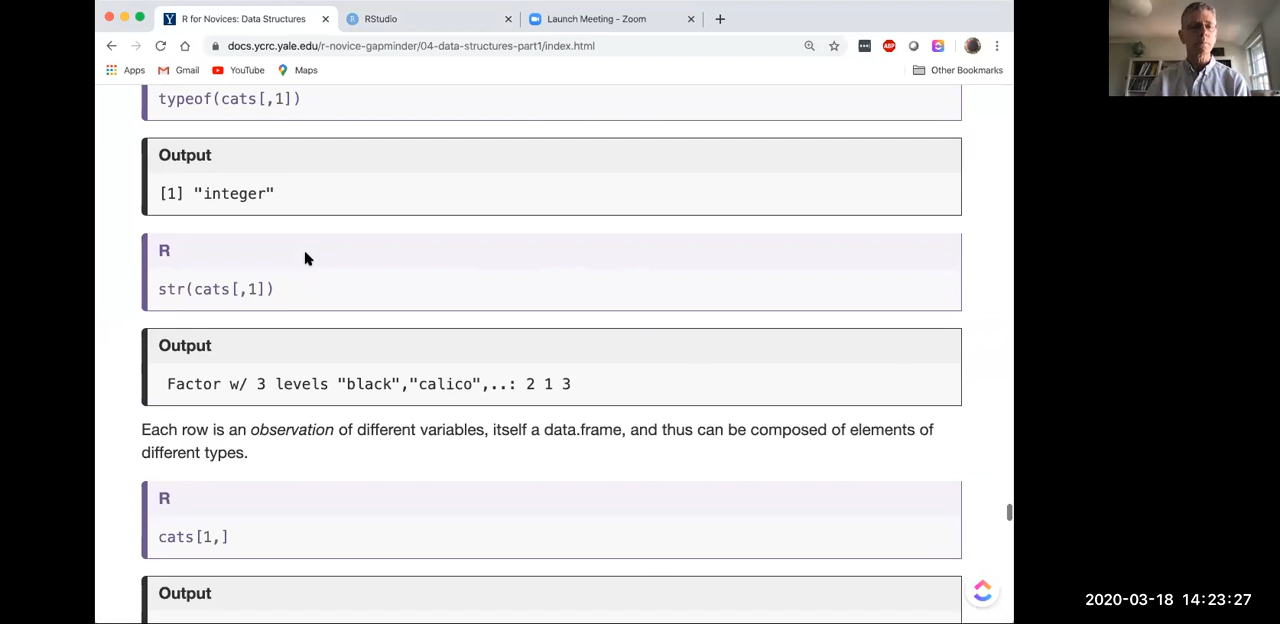 R for Novices: Data Structures
RStudio
Launch Meeting - Zoom
docs.ycrc.yale.edu/r-novice-gapminder/04-data-structures-part1/index.html
ABP
Apps
Gmail
YouTube
Maps
Other Bookmarks
typeof(cats[,1])
Output
[1] "integer"
R
str(cats[,1])
Output
Factor w/ 3 levels "black","calico",..: 2 1 3
Each row is an observation of different variables, itself a data.frame, and thus can be composed of elements of
different types.
R
cats[1,]
Output
2020-03-18 14:23:27